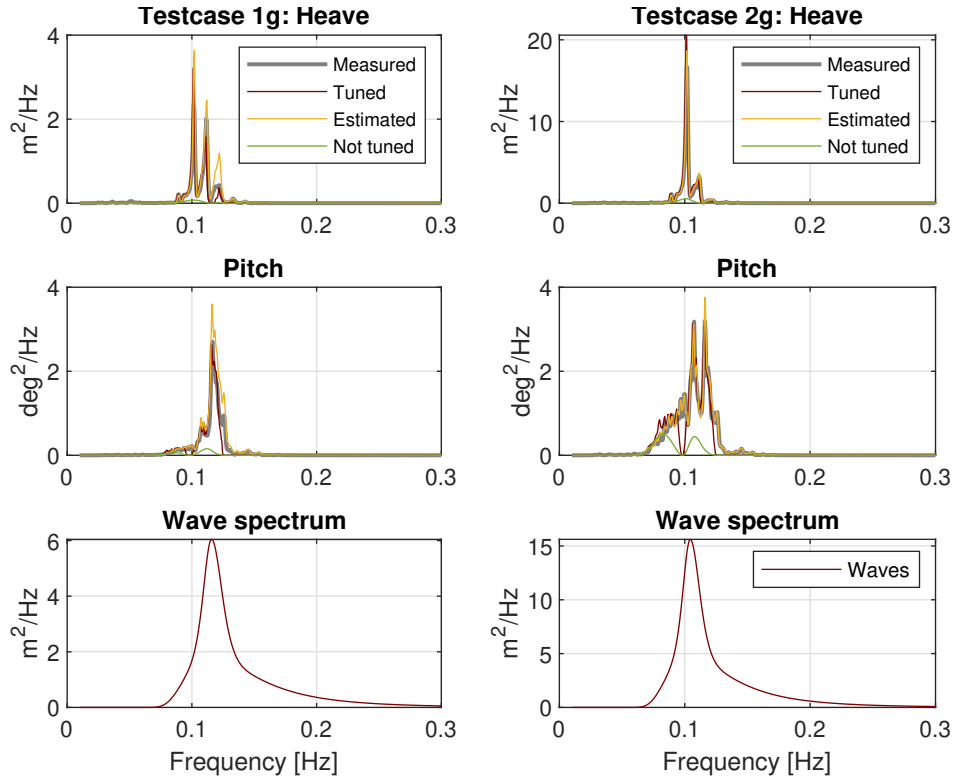 Testcase 1g: Heave
m²/Hz
4
2
0
0
0.1
0.2
0.3
Measured
Tuned
Estimated
Not tuned
Testcase 2g: Heave
m²/Hz
20
10
0
0
0.1
0.2
0.3
Measured
Tuned
Estimated
Not tuned
Pitch
deg²/Hz
4
2
0
0
0.1
0.2
0.3
Pitch
deg²/Hz
4
2
0
0
0.1
0.2
0.3
Wave spectrum
m²/Hz
6
4
2
0
0
0.1
0.2
0.3
Frequency [Hz]
Wave spectrum
m²/Hz
15
10
5
0
0
0.1
0.2
0.3
Waves
Frequency [Hz]